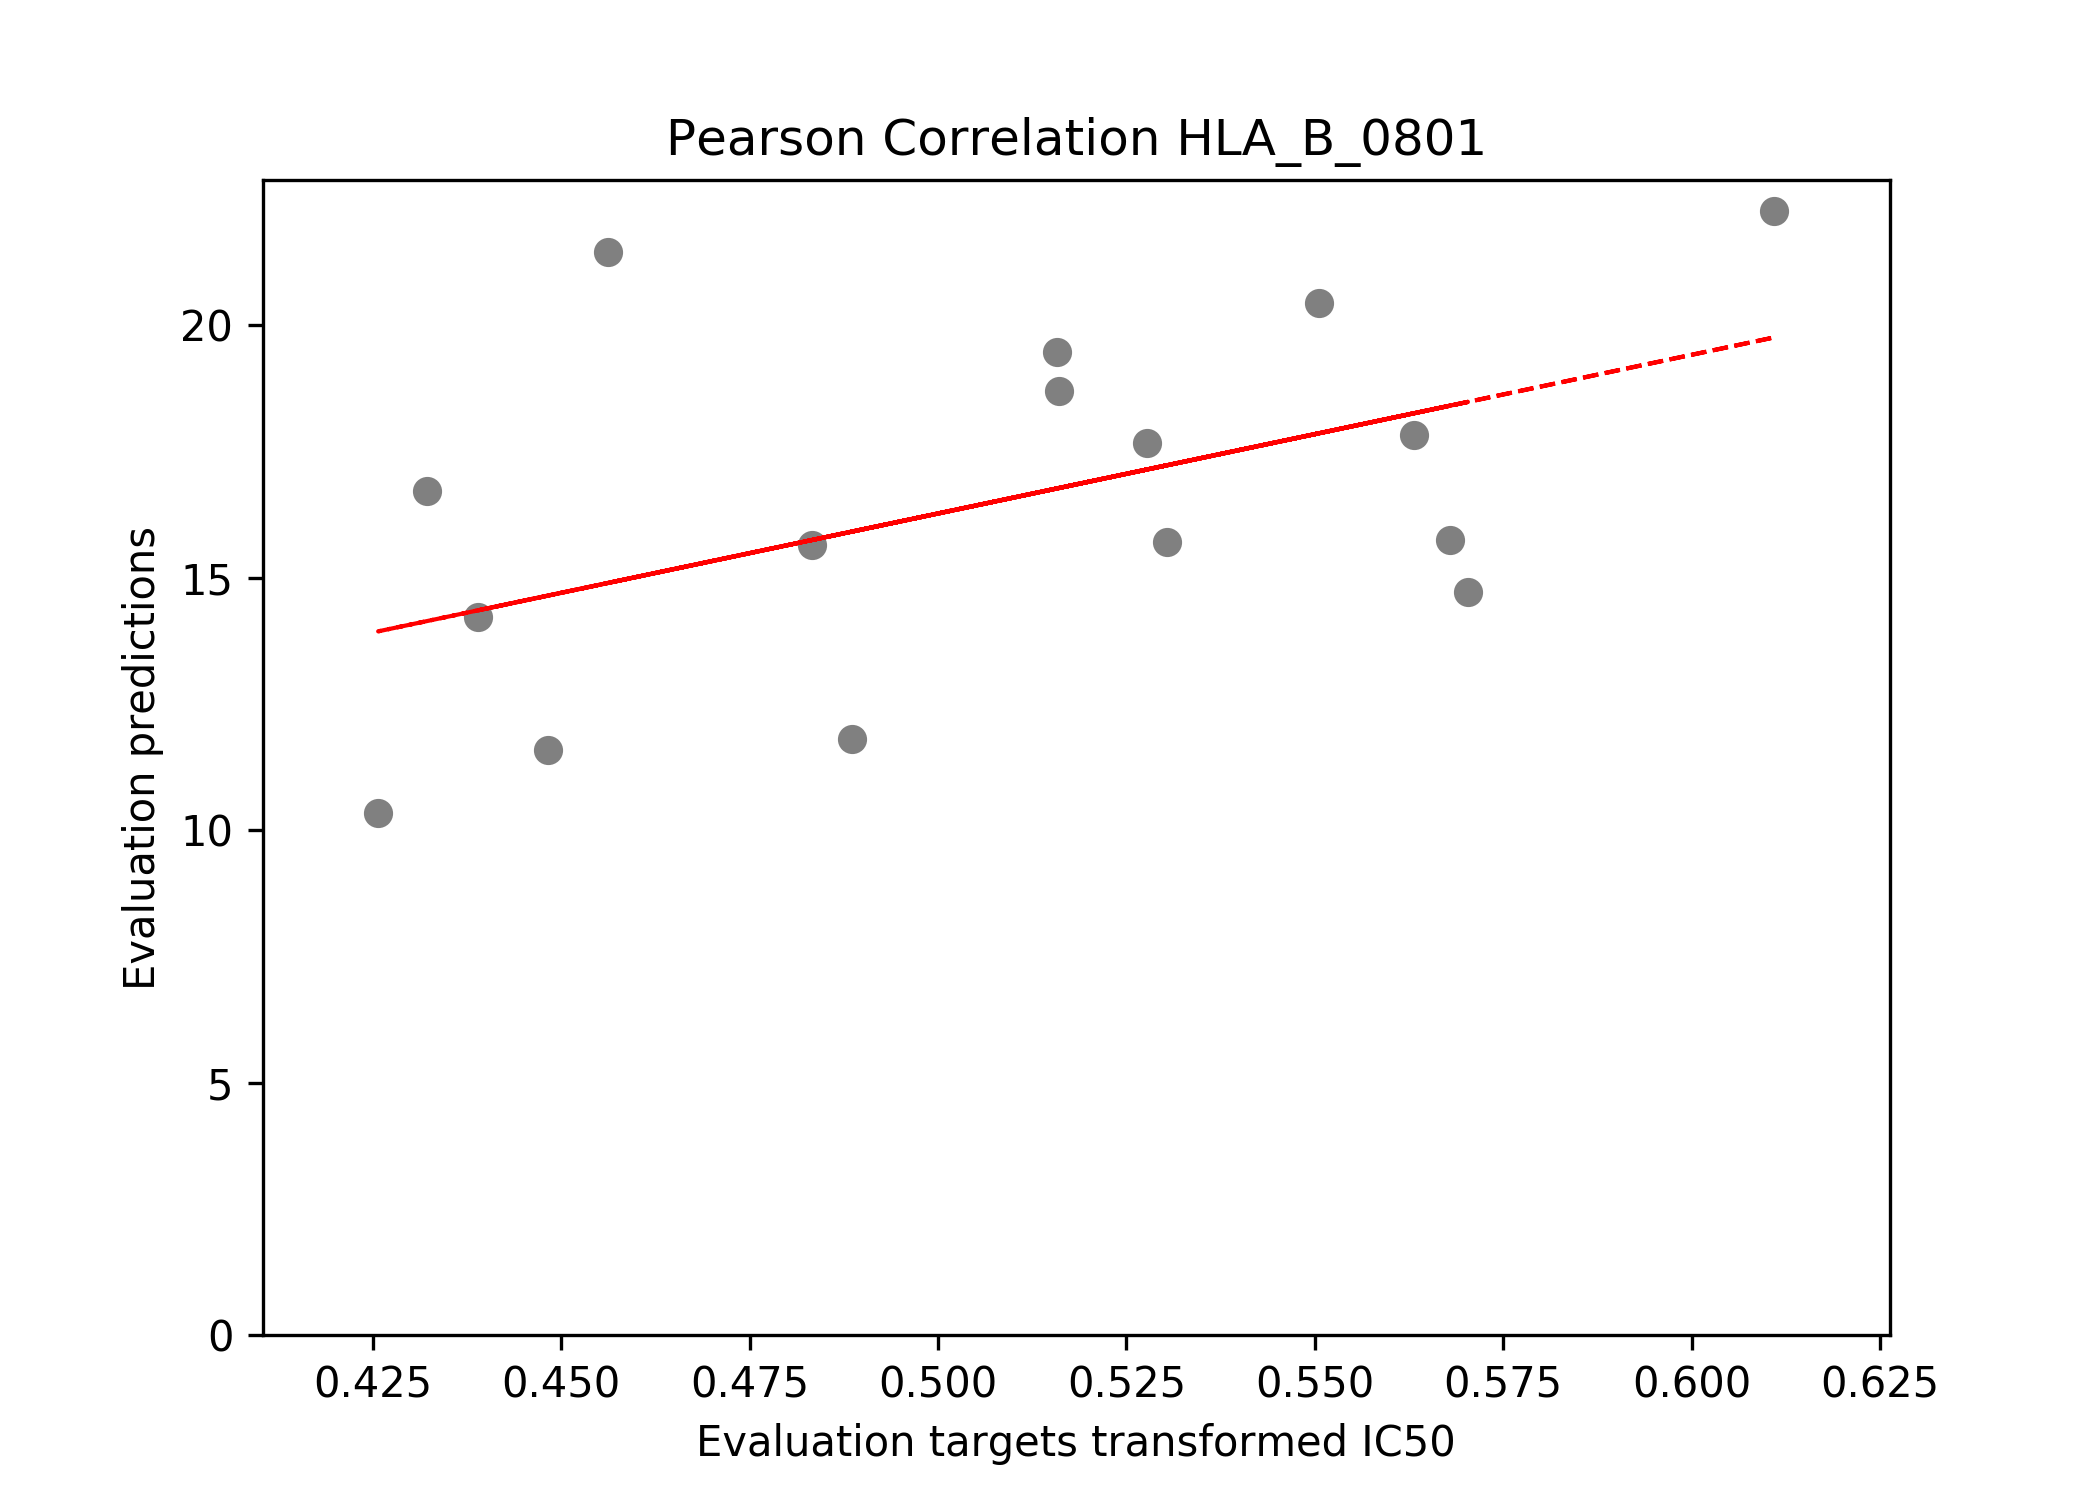 Pearson Correlation HLA_B_0801
Evaluation predictions
20
15
10
5
0
0.425 0.450 0.475 0.500 0.525 0.550 0.575 0.600 0.625
Evaluation targets transformed IC50